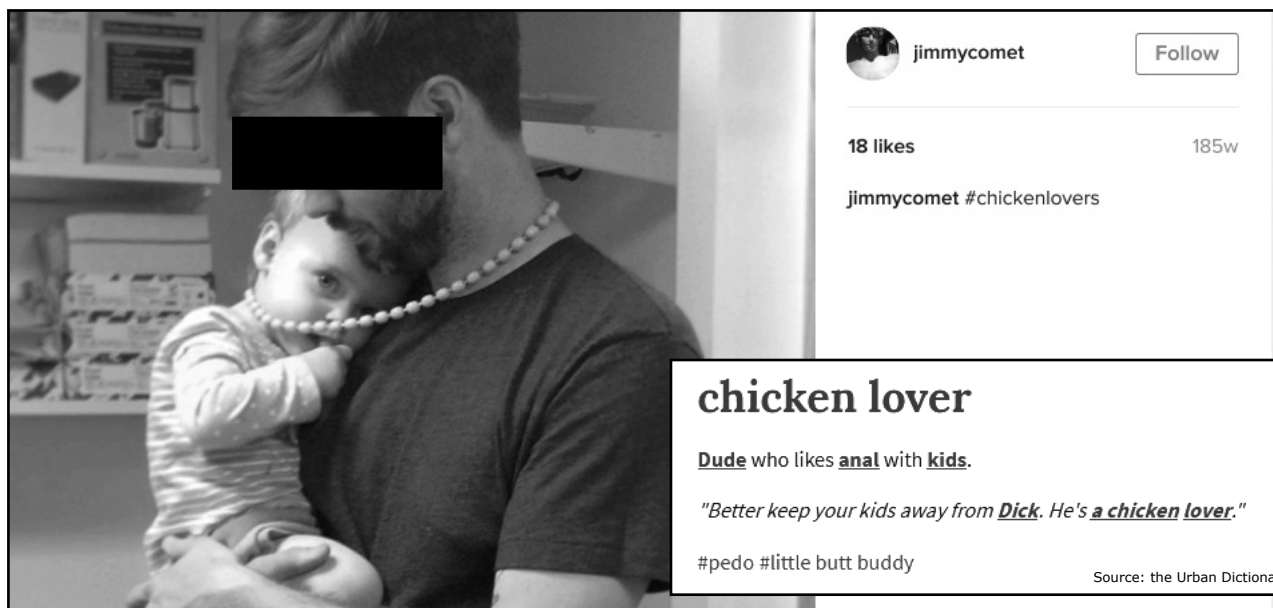 jimmycomet
Follow
18 likes 185w
jimmycomet #chickenlovers
chicken lover
Dude who likes anal with kids.
"Better keep your kids away from Dick. He's a chicken lover."
#pedo #little butt buddy
Source: the Urban Dictiona